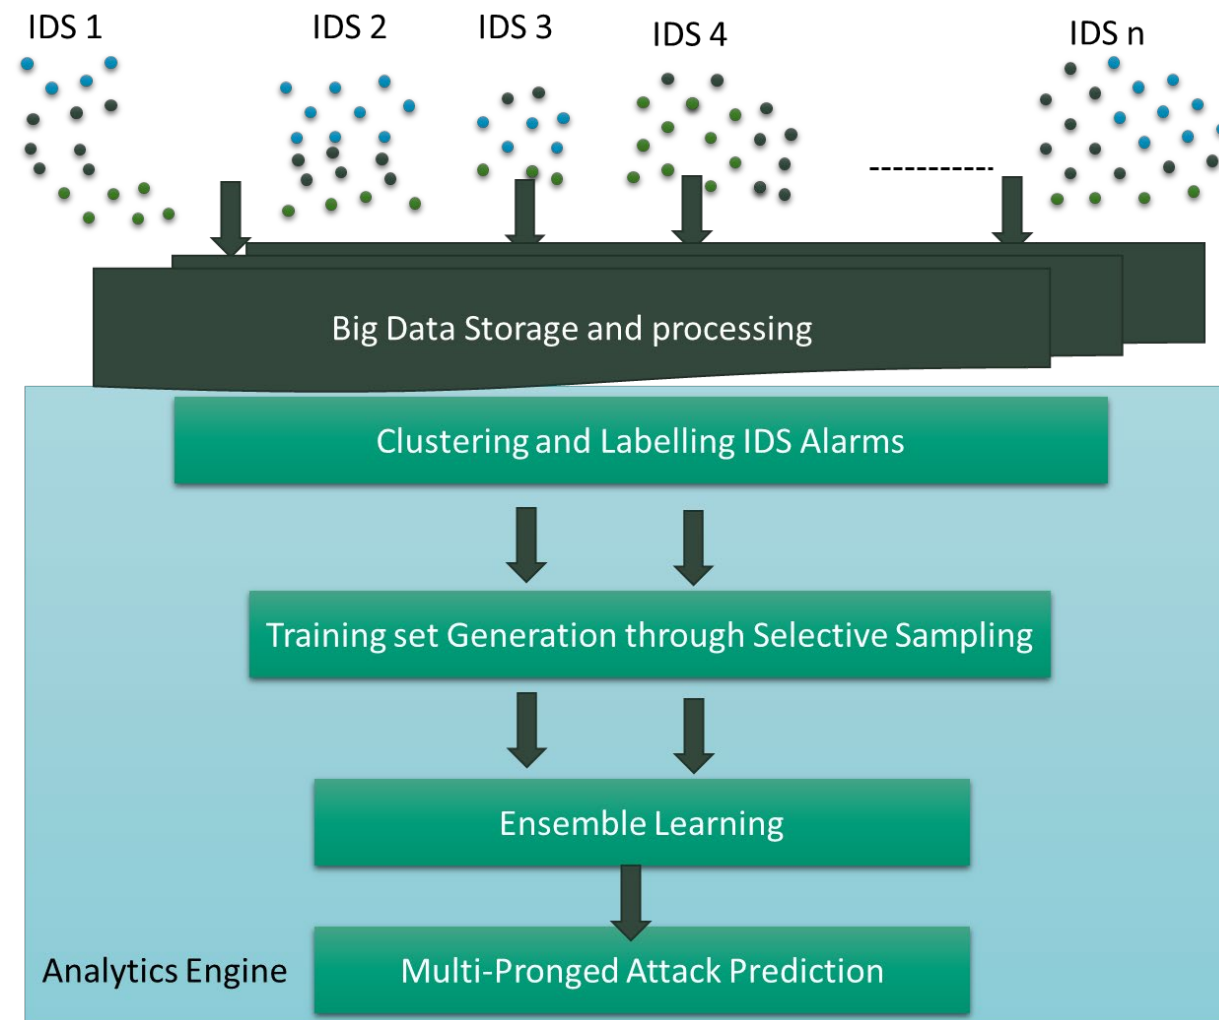 IDS 1
IDS 2
IDS 3
IDS 4
IDS n
Big Data Storage and processing
Clustering and Labelling IDS Alarms
Training set Generation through Selective Sampling
Ensemble Learning
Analytics Engine
Multi-Pronged Attack Prediction